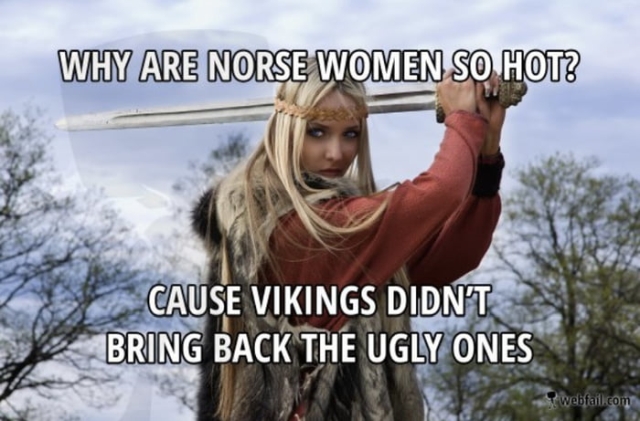 WHY ARE NORSE WOMEN SO HOT?
CAUSE VIKINGS DIDN'T
BRING BACK THE UGLY ONES
webfail.com